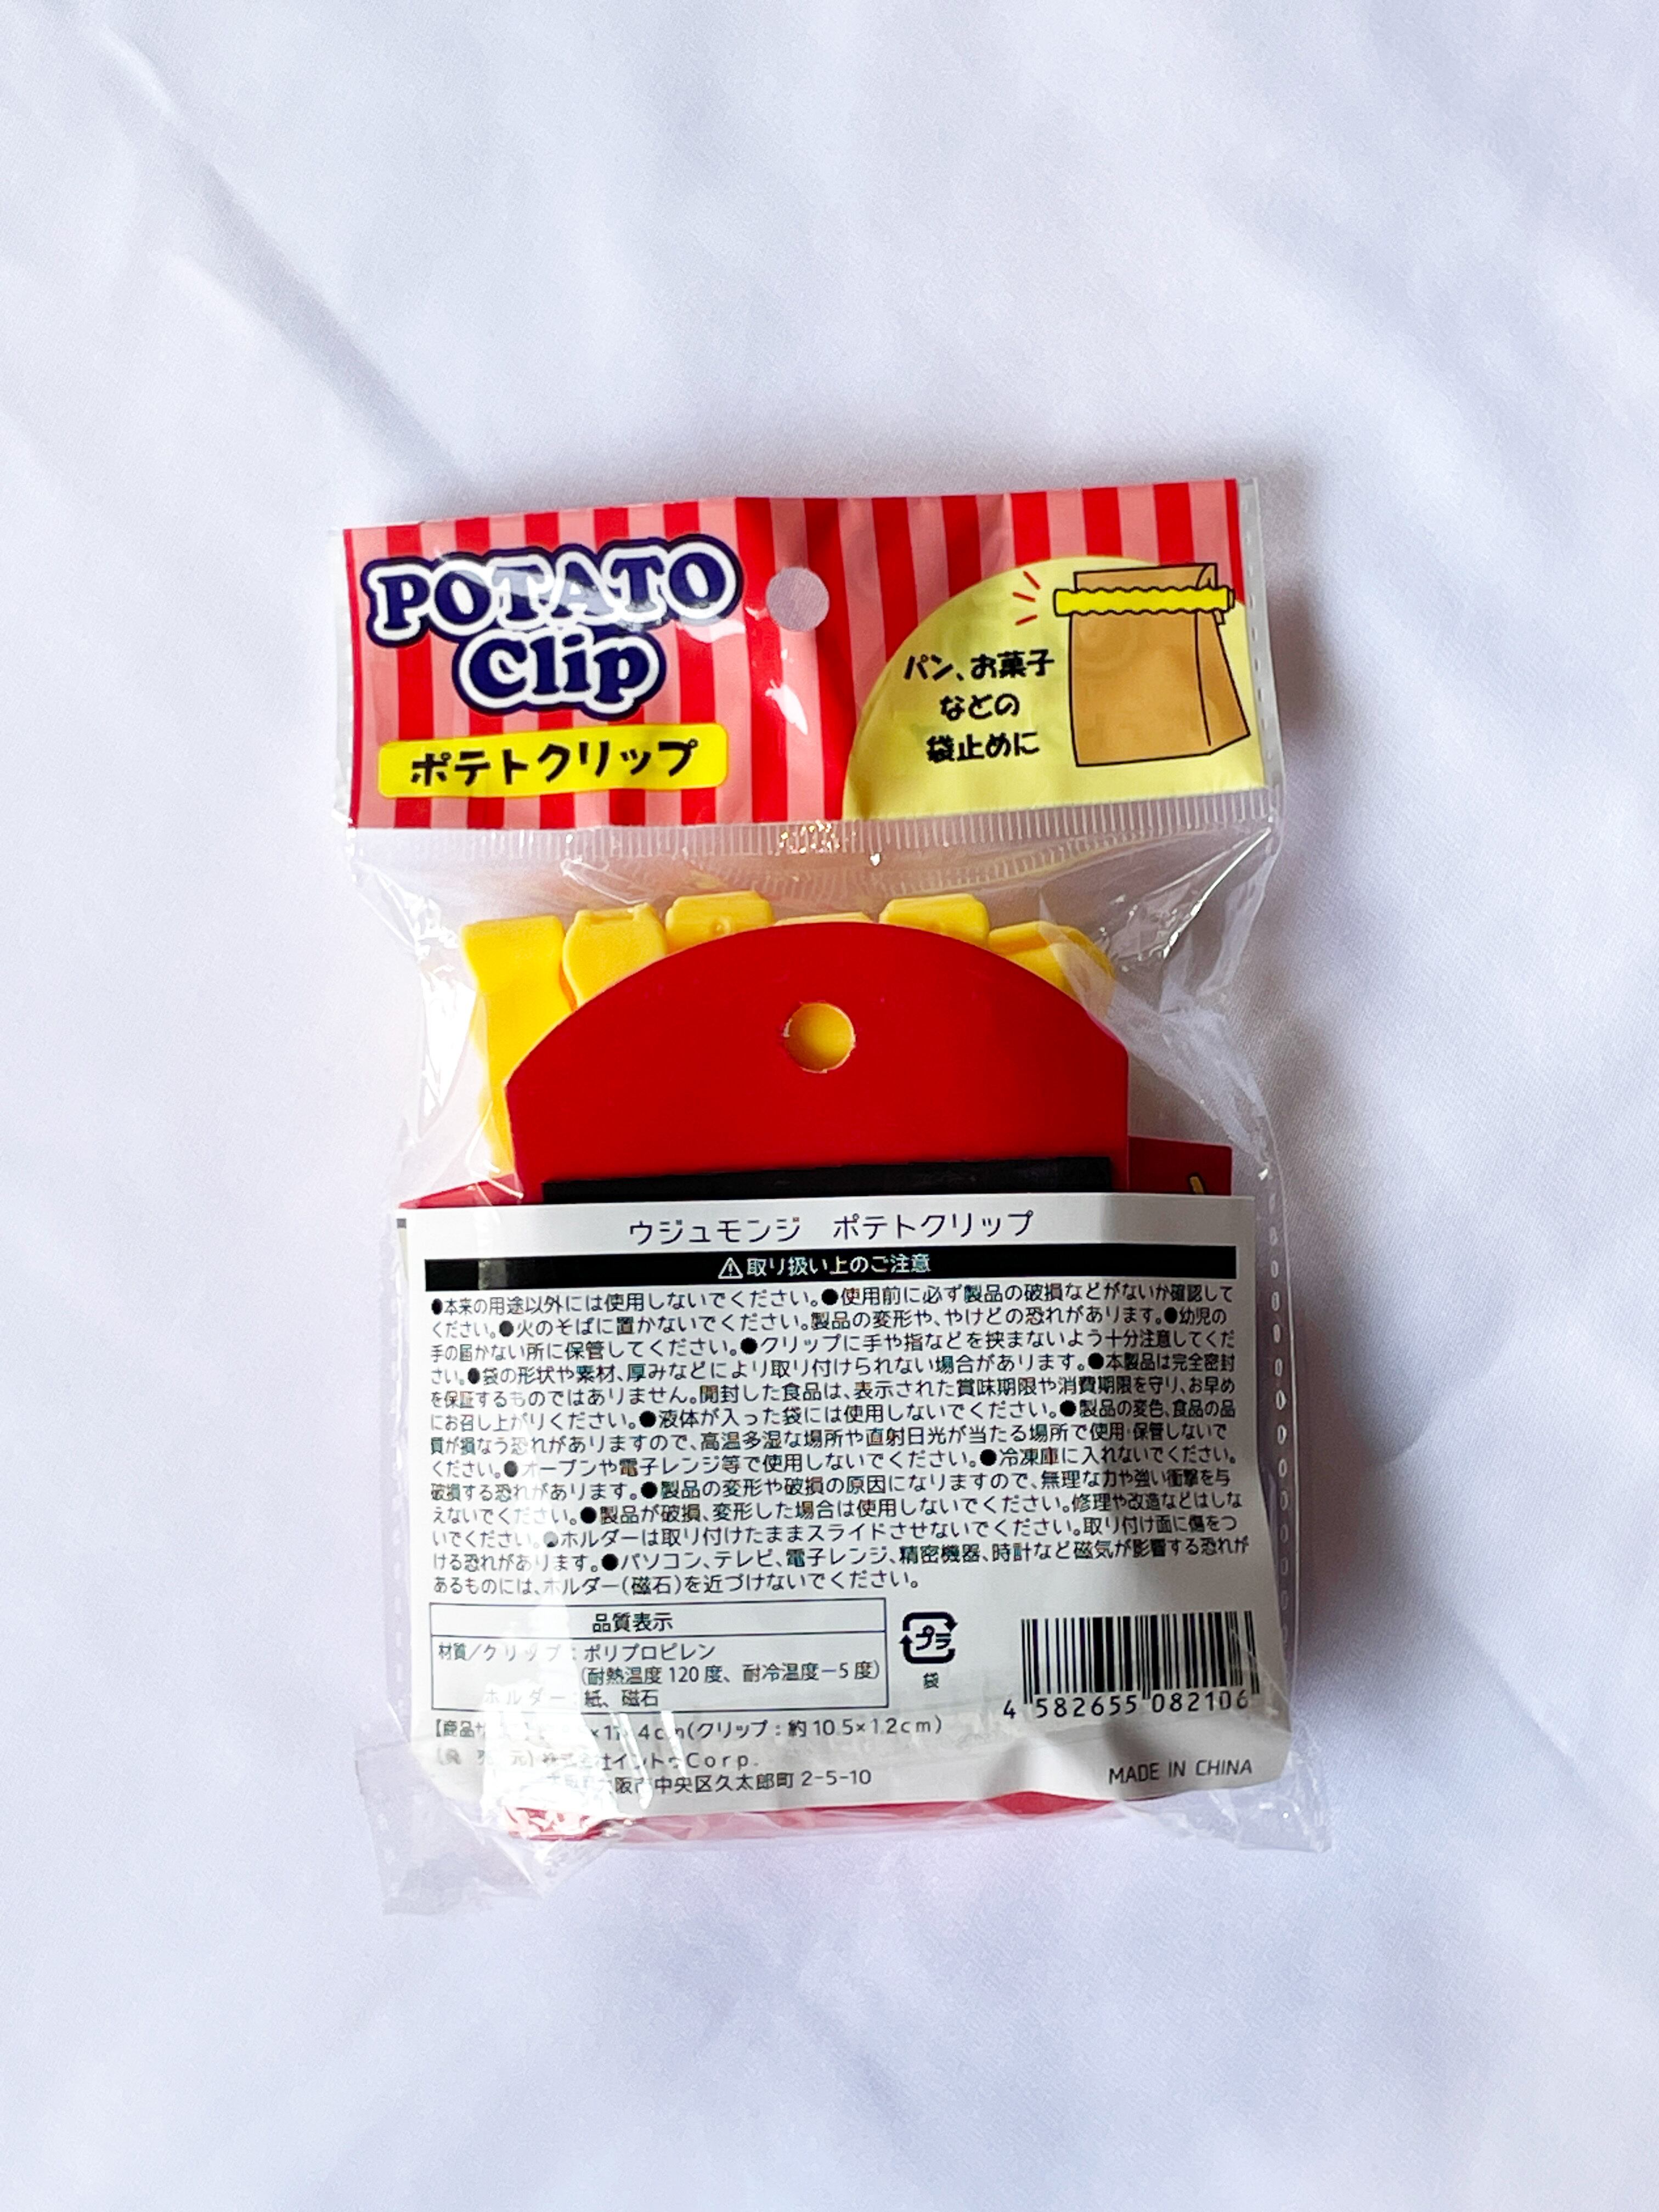 POTATO
Clip
ポテトクリップ
パン、お菓子
などの
袋止めに
ウジュモンジ ポテトクリップ
⚠取り扱い上のご注意
●本来の用途以外には使用しないでください。●使用前に必ず製品の破損などがないか確認して
ください。●火のそばに置かないでください。製品の変形や、やけどの恐れがあります。●幼児の
手の届かない所に保管してください。●クリップに手や指などを挟まないよう十分注意してくだ
さい。●袋の形状や素材、厚みなどにより取り付けられない場合があります。●本製品は完全密封
を保証するものではありません。開封した食品は、表示された賞味期限や消費期限を守り、お早め
にお召し上がりください。●液体が入った袋には使用しないでください。●製品の変色、食品の品
質が損なう恐れがありますので、高温多湿な場所や直射日光が当たる場所で使用・保管しないで
ください。●オーブンや電子レンジ等で使用しないでください。●冷凍庫に入れないでください。
破損する恐れがあります。●製品の変形や破損の原因になりますので、無理な力や強い衝撃を与
えないでください。●製品が破損、変形した場合は使用しないでください。修理や改造などはしな
いでください。●ホルダーは取り付けたままスライドさせないでください。取り付け面に傷をつ
ける恐れがあります。●パソコン、テレビ、電子レンジ、精密機器、時計など磁気が影響する恐れが
あるものには、ホルダー(磁石)を近づけないでください。
品質表示
材質/クリップ:ポリプロピレン
(耐熱温度120度、耐冷温度-5度)
ホルダー:紙、磁石
プラ
袋
4 582655 082106
4cm(クリップ:約10.5×1.2cm)
イントゥCorp.
大阪市中央区久太郎町2-5-10
MADE IN CHINA